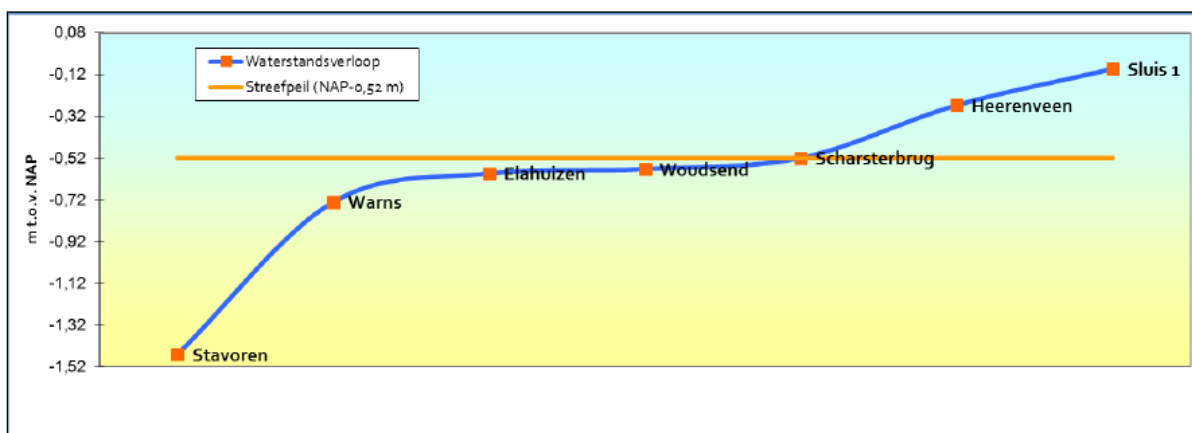 0,08
-0,12
-0,32
-0,52
-0,72
-0,92
-1,12
-1,32
-1,52
m t.o.v. NAP
Waterstandsverloop
Streefpeil (NAP-0,52 m)
Stavoren
Warns
Elahuizen
Woudsend
Scharsterbrug
Heerenveen
Sluis 1